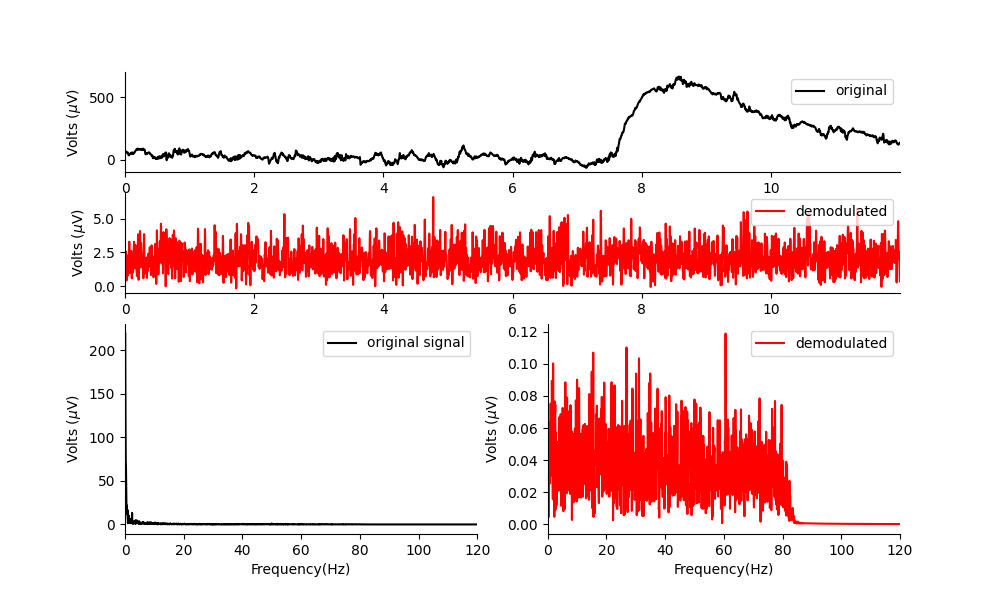 Volts (μV)
500
0
original
0 2 4 6 8 10
Volts (μV)
5.0
2.5
0.0
demodulated
0 2 4 6 8 10
Volts (μV)
200
150
100
50
0
original signal
0 20 40 60 80 100 120
Frequency(Hz)
Volts (μV)
0.12
0.10
0.08
0.06
0.04
0.02
0.00
demodulated
0 20 40 60 80 100 120
Frequency(Hz)